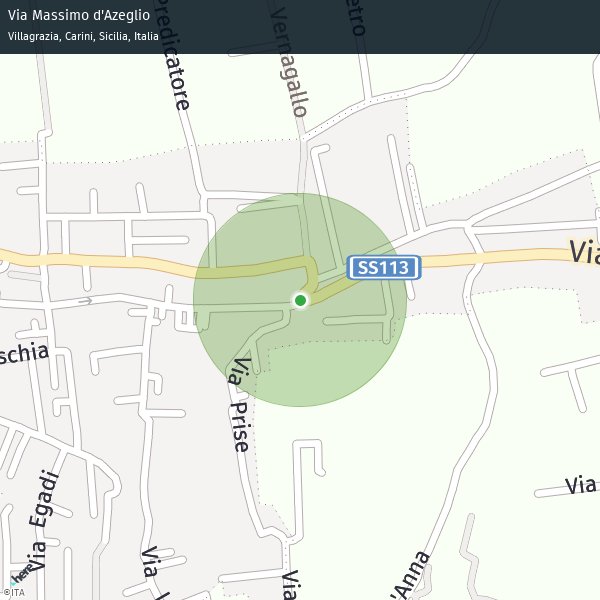 Via Massimo d'Azeglio
Villagrazia, Carini, Sicilia, Italia
Predicatore
Vernagallo
etro
SS113
Via
schia
Via Prise
Via Egadi
Via
Via V
Via
'Anna
here
©ITA